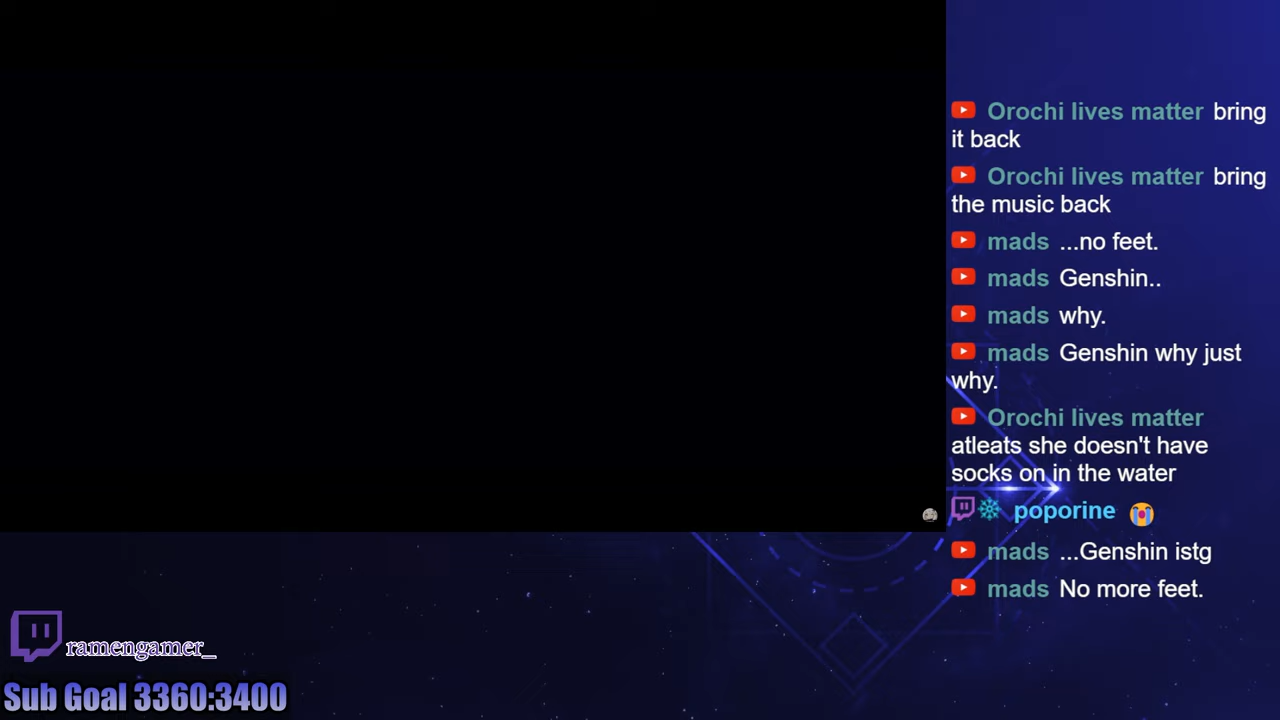 Orochi lives matter bring
it back
Orochi lives matter bring
the music back
mads ...no feet.
mads Genshin..
mads why.
mads Genshin why just
why.
Orochi lives matter
atleats she doesn't have
socks on in the water
poporine
mads ...Genshin istg
mads No more feet.
ramengamer_
Sub Goal 3360:3400